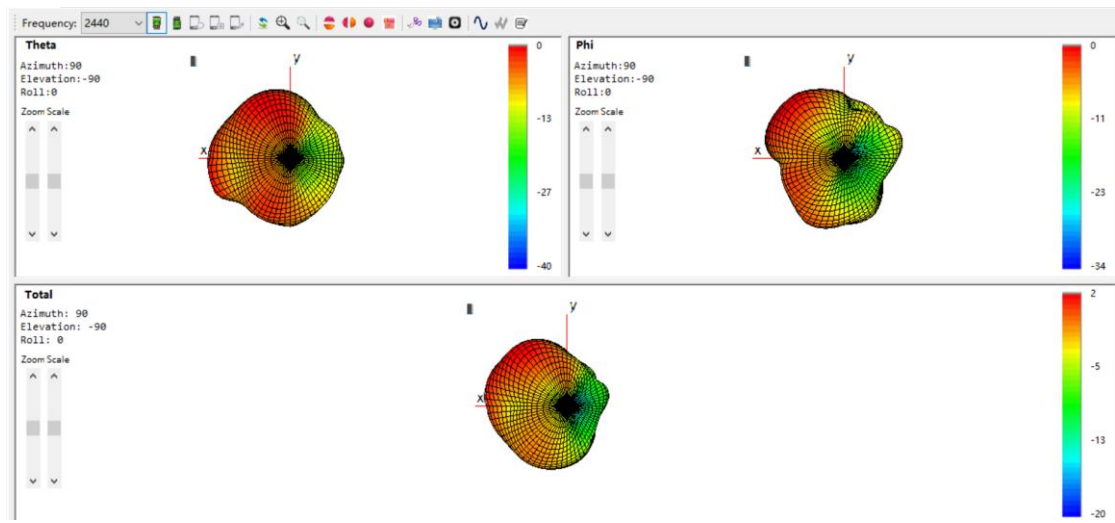 Frequency: 2440
Theta
Azimuth:90
Elevation:-90
Roll:0
Zoom Scale
x
y
0
-13
-27
-40
Phi
Azimuth:90
Elevation:-90
Roll:0
Zoom Scale
x
y
0
-11
-23
-34
Total
Azimuth: 90
Elevation: -90
Roll: 0
Zoom Scale
x
y
2
-5
-13
-20